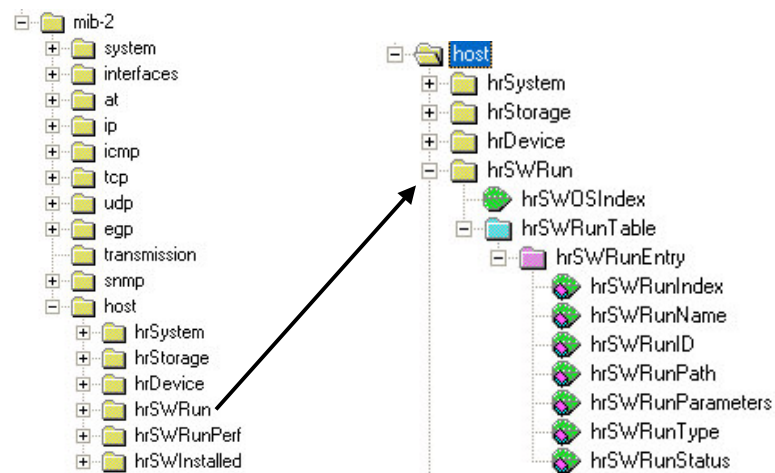 mib-2
system
interfaces
at
ip
icmp
tcp
udp
egp
transmission
snmp
host
hrSystem
hrStorage
hrDevice
hrSWRun
hrSWRunPerf
hrSWInstalled
host
hrSystem
hrStorage
hrDevice
hrSWRun
hrSWOSIndex
hrSWRunTable
hrSWRunEntry
hrSWRunIndex
hrSWRunName
hrSWRunID
hrSWRunPath
hrSWRunParameters
hrSWRunType
hrSWRunStatus